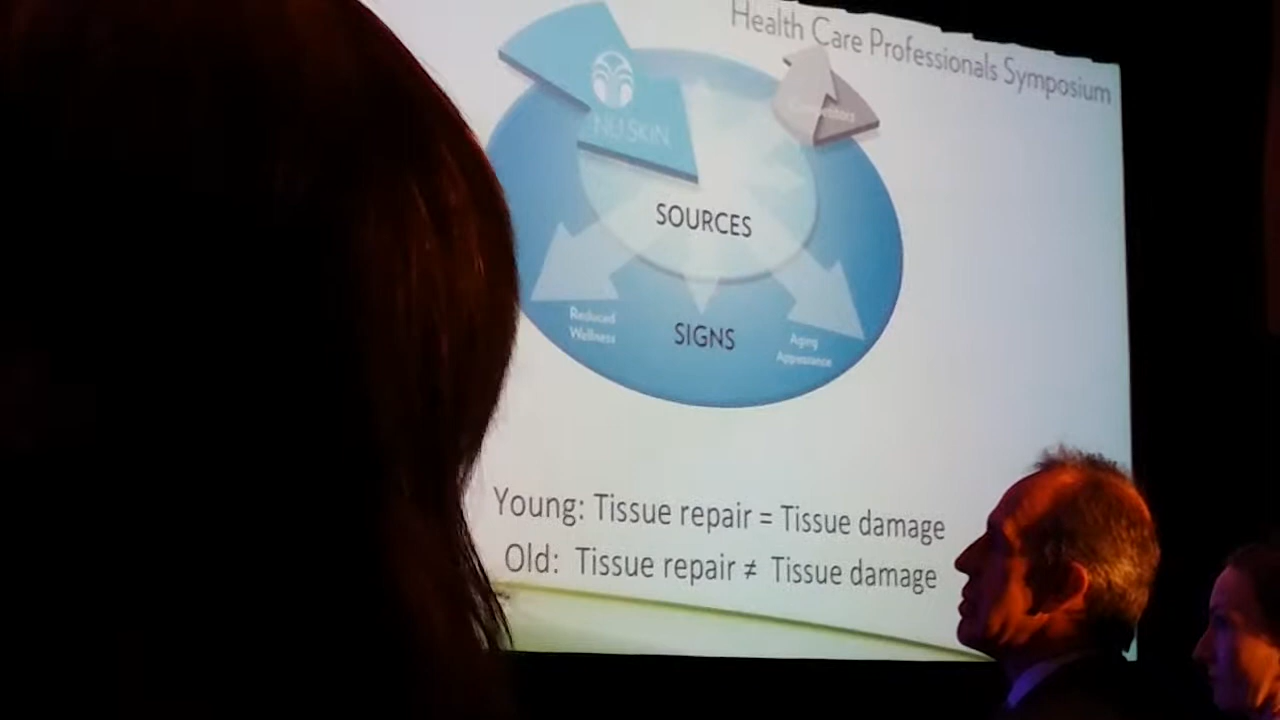 Health Care Professionals Symposium
NU SKIN
Competitors
SOURCES
Reduced
Wellness
SIGNS
Aging
Appearance
Young: Tissue repair = Tissue damage
Old: Tissue repair ≠ Tissue damage